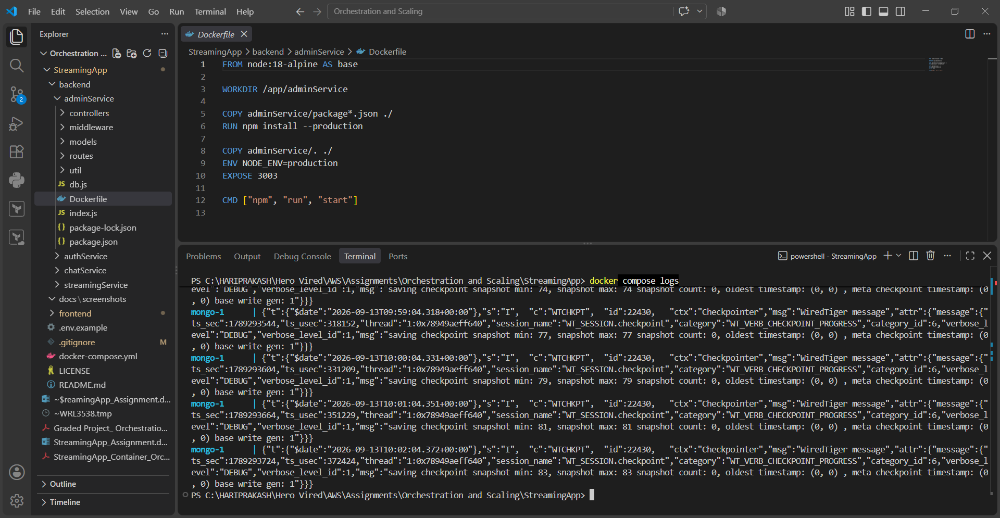 File Edit Selection View Go Run Terminal Help
Orchestration and Scaling
Explorer
Orchestration ...
StreamingApp
backend
adminService
controllers
middleware
models
routes
util
JS db.js
Dockerfile
JS index.js
{} package-lock.json
{} package.json
authService
chatService
streamingService
docs\screenshots
frontend
.env.example
.gitignore M
docker-compose.yml
LICENSE
README.md
~$reamingApp_Assignment.d...
~WRL3538.tmp
Graded Project_ Orchestratio...
StreamingApp_Assignment.d...
StreamingApp_Container_Orc...
Outline
Timeline
2
Dockerfile
StreamingApp > backend > adminService > Dockerfile
1 FROM node:18-alpine AS base
2
3 WORKDIR /app/adminService
4
5 COPY adminService/package*.json ./
6 RUN npm install --production
7
8 COPY adminService/. ./
9 ENV NODE_ENV=production
10 EXPOSE 3003
11
12 CMD ["npm", "run", "start"]
13
Problems Output Debug Console Terminal Ports
powershell - StreamingApp
PS C:\HARIPRAKASH\Hero Vired\AWS\Assignments\Orchestration and Scaling\StreamingApp> docker compose logs
evel":"DEBUG","verbose_level_id":1,"msg":"saving checkpoint snapshot min: 74, snapshot max: 74 snapshot count: 0, oldest timestamp: (0, 0) , meta checkpoint timestamp: (0
, 0) base write gen: 1"}}}
mongo-1 | {"t":{"$date":"2026-09-13T09:59:04.318+00:00"},"s":"I", "c":"WTCHKPT", "id":22430, "ctx":"Checkpointer","msg":"WiredTiger message","attr":{"message":{"
ts_sec":1789293544,"ts_usec":318152,"thread":"1:0x78949aeff640","session_name":"WT_SESSION.checkpoint","category":"WT_VERB_CHECKPOINT_PROGRESS","category_id":6,"verbose_l
evel":"DEBUG","verbose_level_id":1,"msg":"saving checkpoint snapshot min: 77, snapshot max: 77 snapshot count: 0, oldest timestamp: (0, 0) , meta checkpoint timestamp: (0
, 0) base write gen: 1"}}}
mongo-1 | {"t":{"$date":"2026-09-13T10:00:04.331+00:00"},"s":"I", "c":"WTCHKPT", "id":22430, "ctx":"Checkpointer","msg":"WiredTiger message","attr":{"message":{"
ts_sec":1789293604,"ts_usec":331209,"thread":"1:0x78949aeff640","session_name":"WT_SESSION.checkpoint","category":"WT_VERB_CHECKPOINT_PROGRESS","category_id":6,"verbose_l
evel":"DEBUG","verbose_level_id":1,"msg":"saving checkpoint snapshot min: 79, snapshot max: 79 snapshot count: 0, oldest timestamp: (0, 0) , meta checkpoint timestamp: (0
, 0) base write gen: 1"}}}
mongo-1 | {"t":{"$date":"2026-09-13T10:01:04.351+00:00"},"s":"I", "c":"WTCHKPT", "id":22430, "ctx":"Checkpointer","msg":"WiredTiger message","attr":{"message":{"
ts_sec":1789293664,"ts_usec":351229,"thread":"1:0x78949aeff640","session_name":"WT_SESSION.checkpoint","category":"WT_VERB_CHECKPOINT_PROGRESS","category_id":6,"verbose_l
evel":"DEBUG","verbose_level_id":1,"msg":"saving checkpoint snapshot min: 81, snapshot max: 81 snapshot count: 0, oldest timestamp: (0, 0) , meta checkpoint timestamp: (0
, 0) base write gen: 1"}}}
mongo-1 | {"t":{"$date":"2026-09-13T10:02:04.372+00:00"},"s":"I", "c":"WTCHKPT", "id":22430, "ctx":"Checkpointer","msg":"WiredTiger message","attr":{"message":{"
ts_sec":1789293724,"ts_usec":372424,"thread":"1:0x78949aeff640","session_name":"WT_SESSION.checkpoint","category":"WT_VERB_CHECKPOINT_PROGRESS","category_id":6,"verbose_l
evel":"DEBUG","verbose_level_id":1,"msg":"saving checkpoint snapshot min: 83, snapshot max: 83 snapshot count: 0, oldest timestamp: (0, 0) , meta checkpoint timestamp: (0
, 0) base write gen: 1"}}}
PS C:\HARIPRAKASH\Hero Vired\AWS\Assignments\Orchestration and Scaling\StreamingApp>